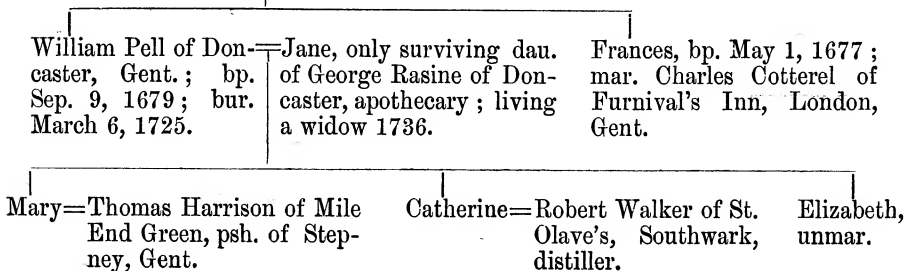 William Pell of Don-
caster, Gent. ; bp.
Sep. 9, 1679 ; bur.
March 6, 1725.
=Jane, only surviving dau.
of George Rasine of Don-
caster, apothecary ; living
a widow 1736.
Frances, bp. May 1, 1677 ;
mar. Charles Cotterel of
Furnival's Inn, London,
Gent.
Mary=Thomas Harrison of Mile
End Green, psh. of Step-
ney, Gent.
Catherine=Robert Walker of St.
Olave's, Southwark,
distiller.
Elizabeth,
unmar.